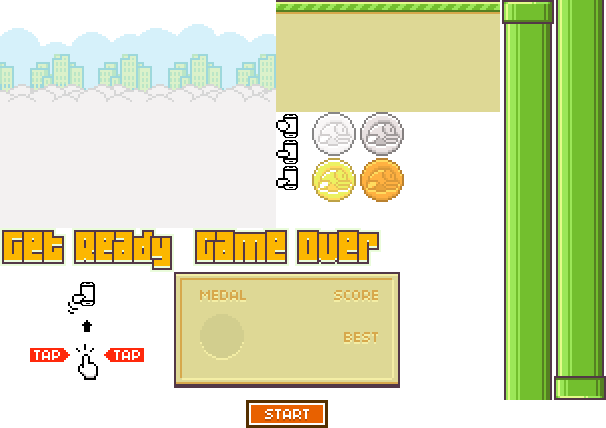 Get Ready
Game Over
MEDAL
SCORE
BEST
TAP
TAP
START